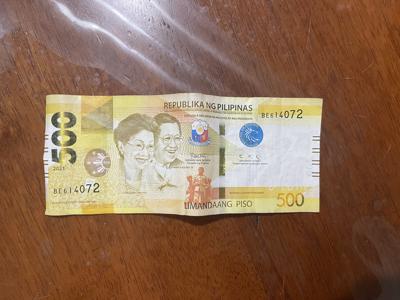 REPUBLIKA NG PILIPINAS
BE614072
500
2021
BE614072
LIMANDAANG PISO
500